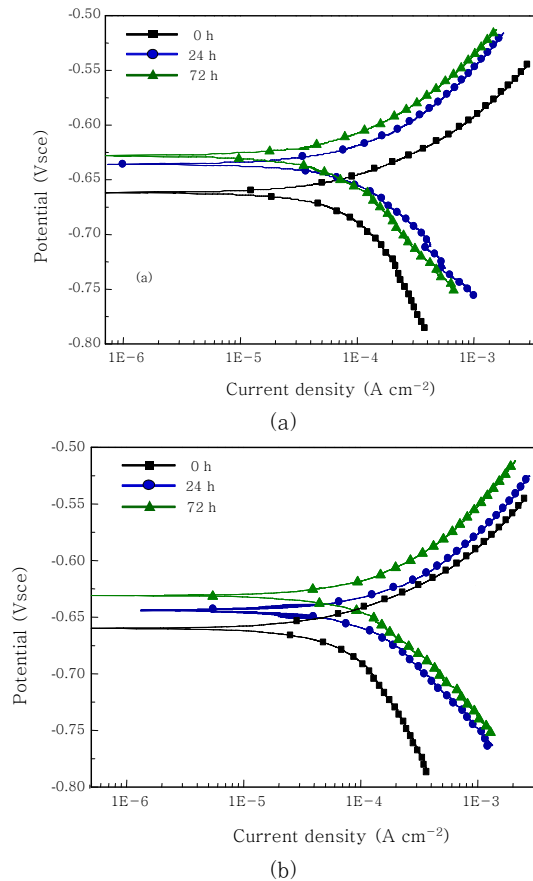 -0.50
-0.55
-0.60
-0.65
-0.70
-0.75
-0.80
Potential (Vsce)
0 h
24 h
72 h
(a)
1E-6 1E-5 1E-4 1E-3
Current density (A cm⁻²)
(a)
-0.50
-0.55
-0.60
-0.65
-0.70
-0.75
-0.80
Potential (Vsce)
0 h
24 h
72 h
1E-6 1E-5 1E-4 1E-3
Current density (A cm⁻²)
(b)